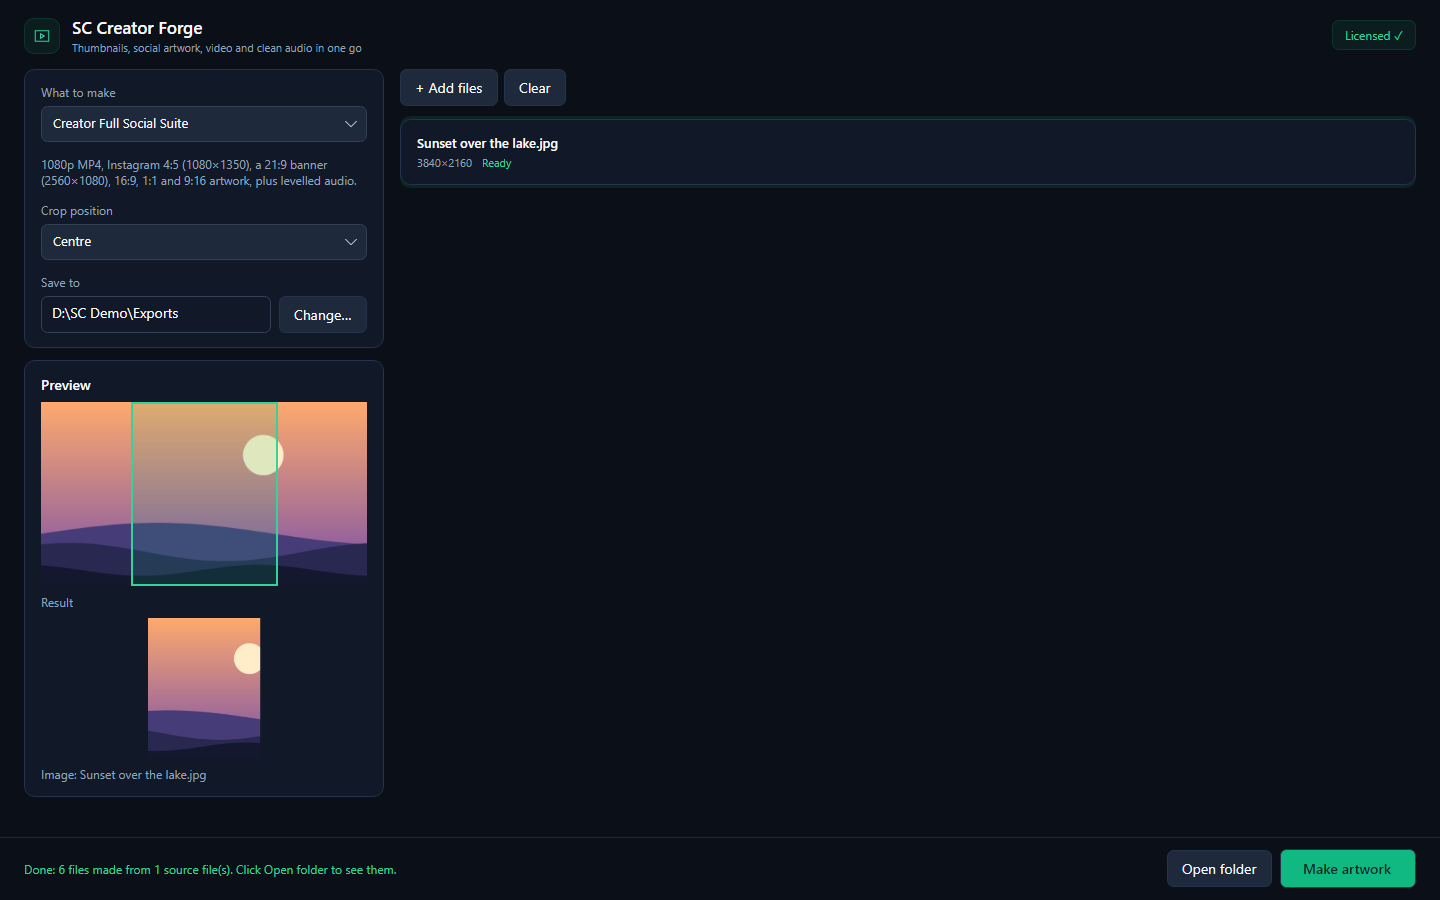 SC Creator Forge
Thumbnails, social artwork, video and clean audio in one go
Licensed ✓
What to make
Creator Full Social Suite
1080p MP4, Instagram 4:5 (1080×1350), a 21:9 banner
(2560×1080), 16:9, 1:1 and 9:16 artwork, plus levelled audio.
Crop position
Centre
Save to
D:\SC Demo\Exports
Change...
+ Add files
Clear
Sunset over the lake.jpg
3840×2160 Ready
Preview
Result
Image: Sunset over the lake.jpg
Done: 6 files made from 1 source file(s). Click Open folder to see them.
Open folder
Make artwork